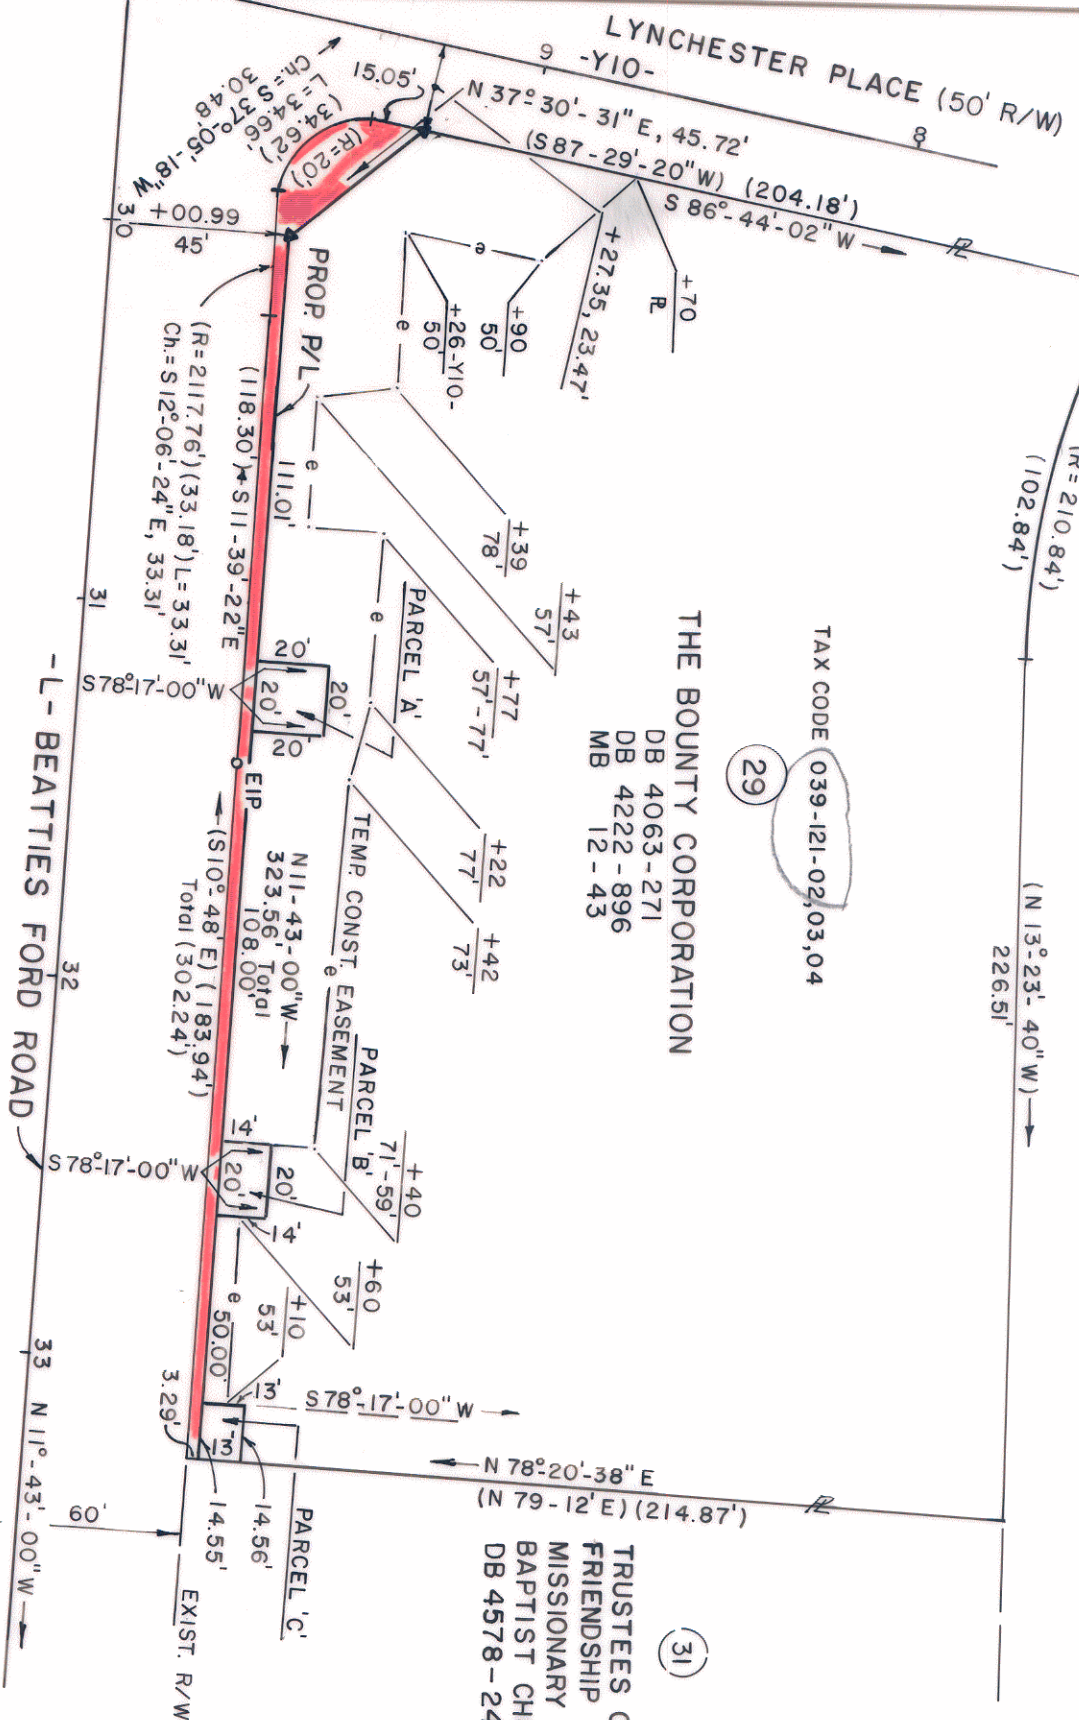 LYNCHESTER PLACE (50' R/W)
-Y10-
9
8
N 37°-30'-31" E, 45.72'
(S 87-29'-20" W) (204.18')
S 86°-44'-02" W
PL
15.05'
(R=20')
(34.62')
L=34.66'
Ch.=S 37°-05'-18" W
30.48'
30
+00.99
45'
PROP. P/L
+70
PL
+27.35, 23.47'
+90
50'
+26-Y10-
50'
e
e
e
e
e
e
+39
78'
+43
57'
+77
57'-77'
+22
77'
+42
73'
+40
71'-59'
+60
53'
+10
53'
(R=2117.76') (33.18') L=33.31'
Ch.=S 12°-06'-24" E, 33.31'
(118.30') S 11-39'-22" E
111.01'
31
PARCEL 'A'
20'
20'
20'
20'
S 78°-17'-00" W
EIP
TEMP. CONST. EASEMENT
N 11-43'-00" W
323.56' Total
108.00'
(S 10°-48' E) (183.94')
Total (302.24')
32
-L- BEATTIES FORD ROAD
PARCEL 'B'
14'
20'
20'
14'
S 78°-17'-00" W
50.00'
33
N 11°-43'-00" W
3.29'
13'
13'
S 78°-17'-00" W
PARCEL 'C'
14.56'
14.55'
60'
EXIST. R/W
N 78°-20'-38" E
(N 79-12' E) (214.87')
PL
THE BOUNTY CORPORATION
DB 4063-271
DB 4222-896
MB 12-43
29
TAX CODE 039-121-02,03,04
(R=210.84')
(102.84')
(N 13°-23'-40" W)
226.51'
31
TRUSTEES
FRIENDSHIP
MISSIONARY
BAPTIST CH
DB 4578-24